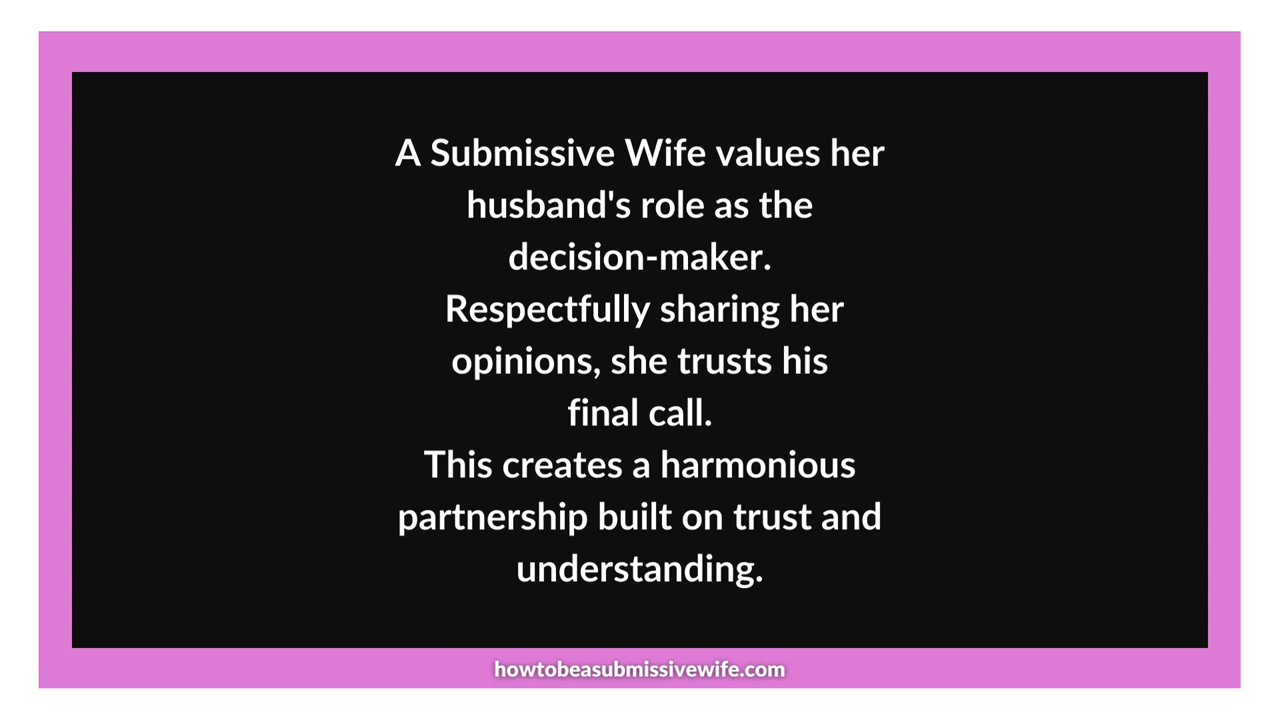 A Submissive Wife values her
husband's role as the
decision-maker.
Respectfully sharing her
opinions, she trusts his
final call.
This creates a harmonious
partnership built on trust and
understanding.
howtobeasubmissivewife.com